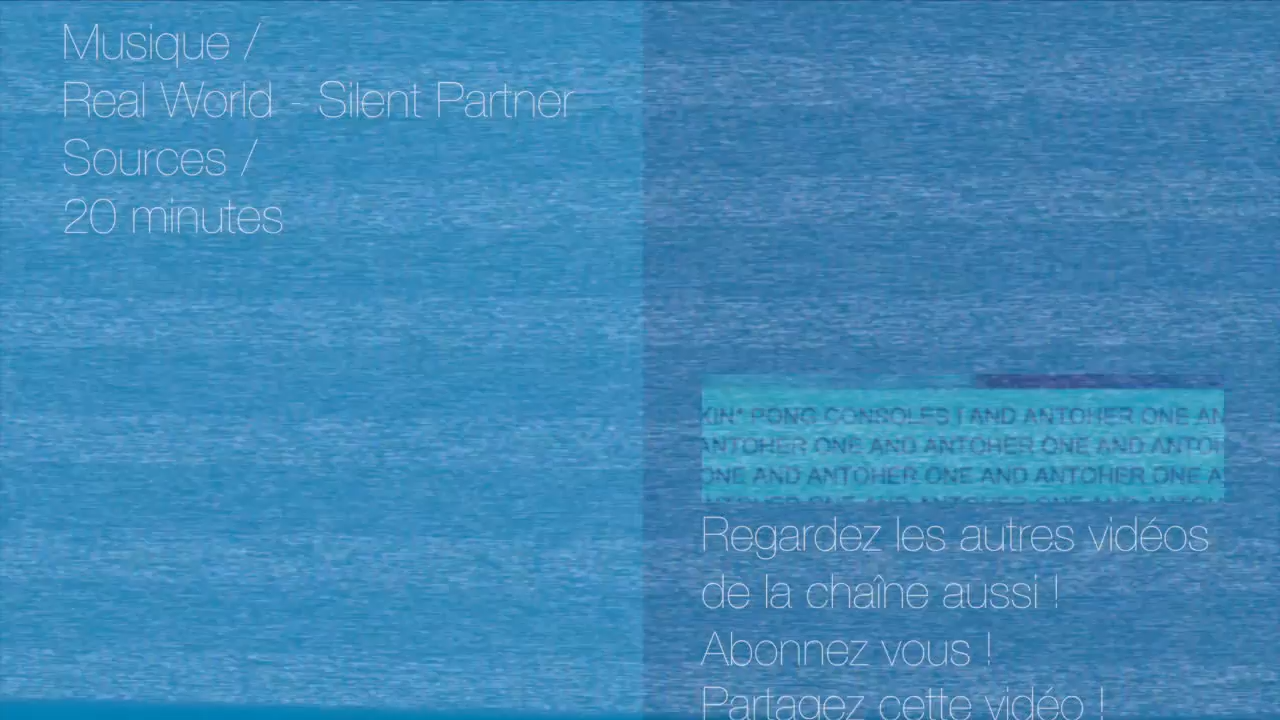 Musique /
Real World - Silent Partner
Sources /
20 minutes
KIN' PONG CONSOLES ! AND ANTOHER ONE AN
ANTOHER ONE AND ANTOHER ONE AND ANTO
ONE AND ANTOHER ONE AND ANTOHER ONE A
Regardez les autres vidéos
de la chaîne aussi !
Abonnez vous !
Partagez cette vidéo !